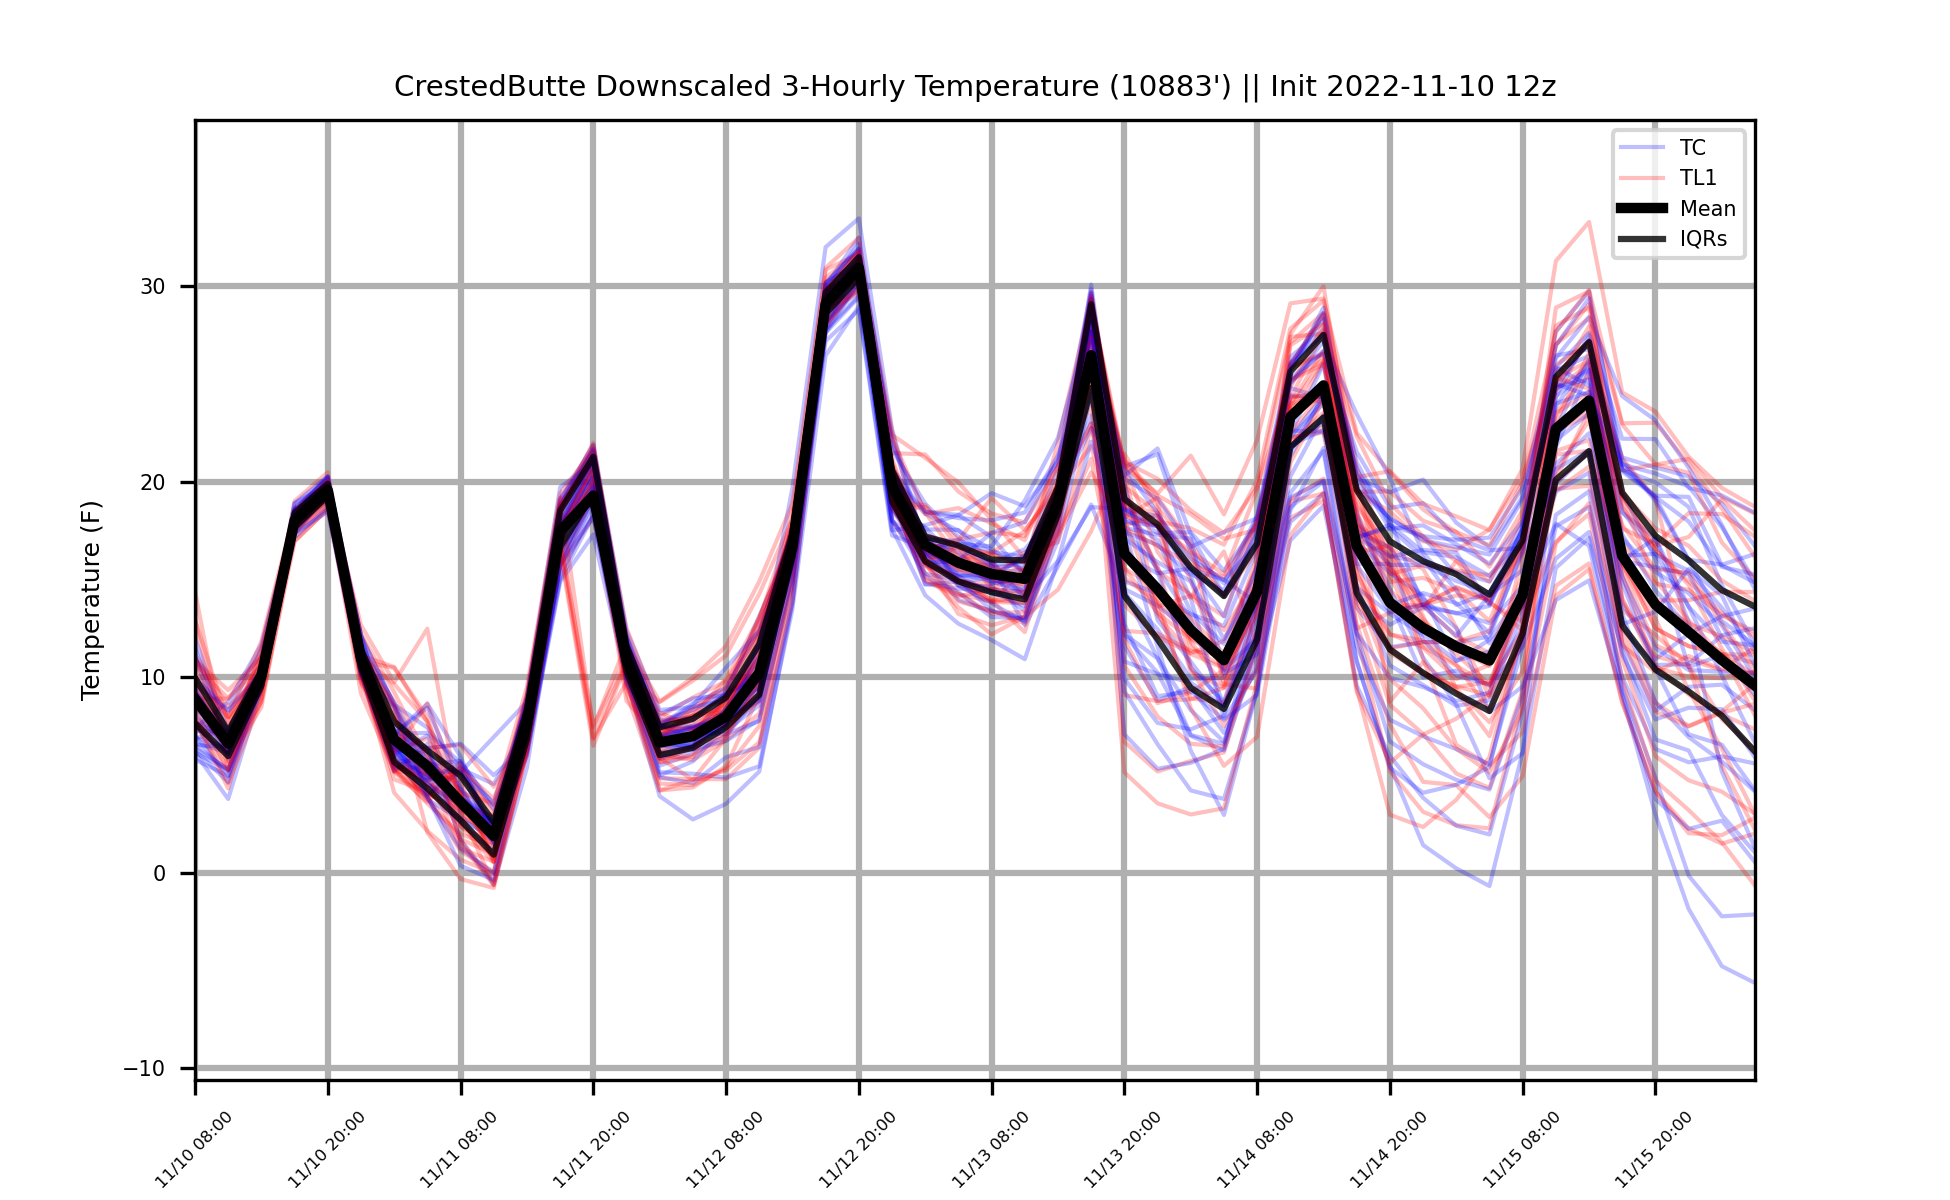 CrestedButte Downscaled 3-Hourly Temperature (10883') || Init 2022-11-10 12z
TC
TL1
Mean
IQRs
Temperature (F)
30
20
10
0
−10
11/10 08:00
11/10 20:00
11/11 08:00
11/11 20:00
11/12 08:00
11/12 20:00
11/13 08:00
11/13 20:00
11/14 08:00
11/14 20:00
11/15 08:00
11/15 20:00